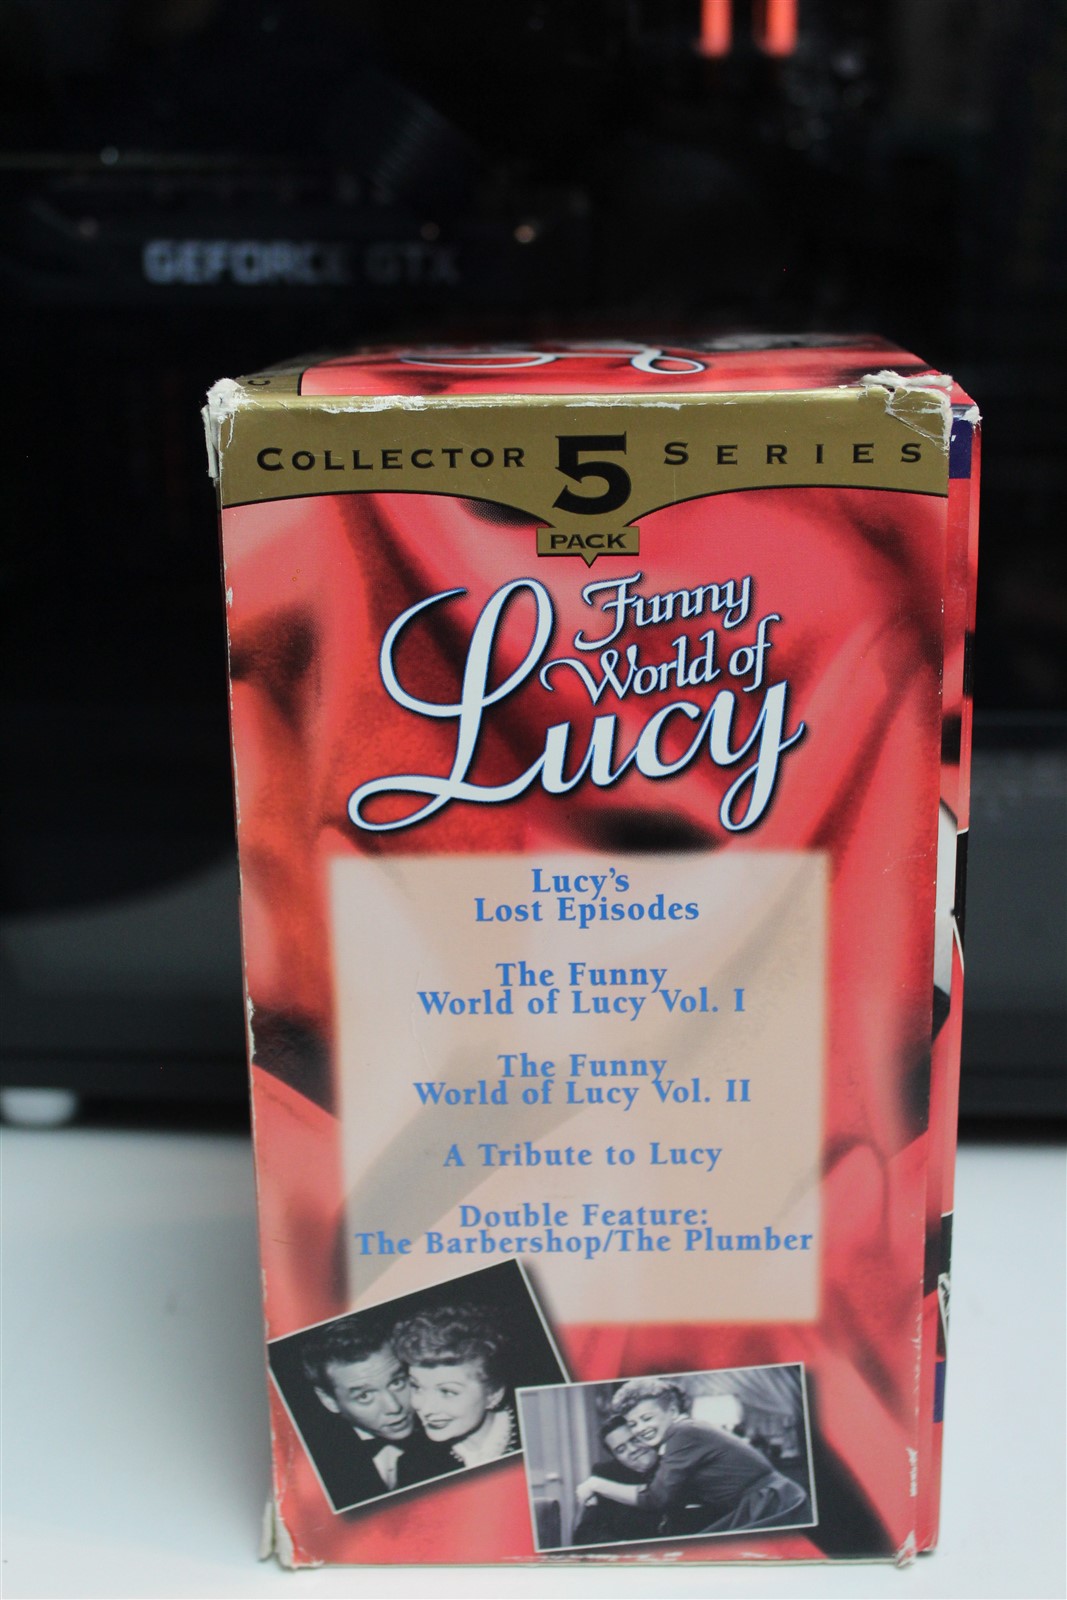 GEFORCE GTX
COLLECTOR 5 SERIES
PACK
Funny
World of
Lucy
Lucy's
Lost Episodes
The Funny
World of Lucy Vol. I
The Funny
World of Lucy Vol. II
A Tribute to Lucy
Double Feature:
The Barbershop/The Plumber